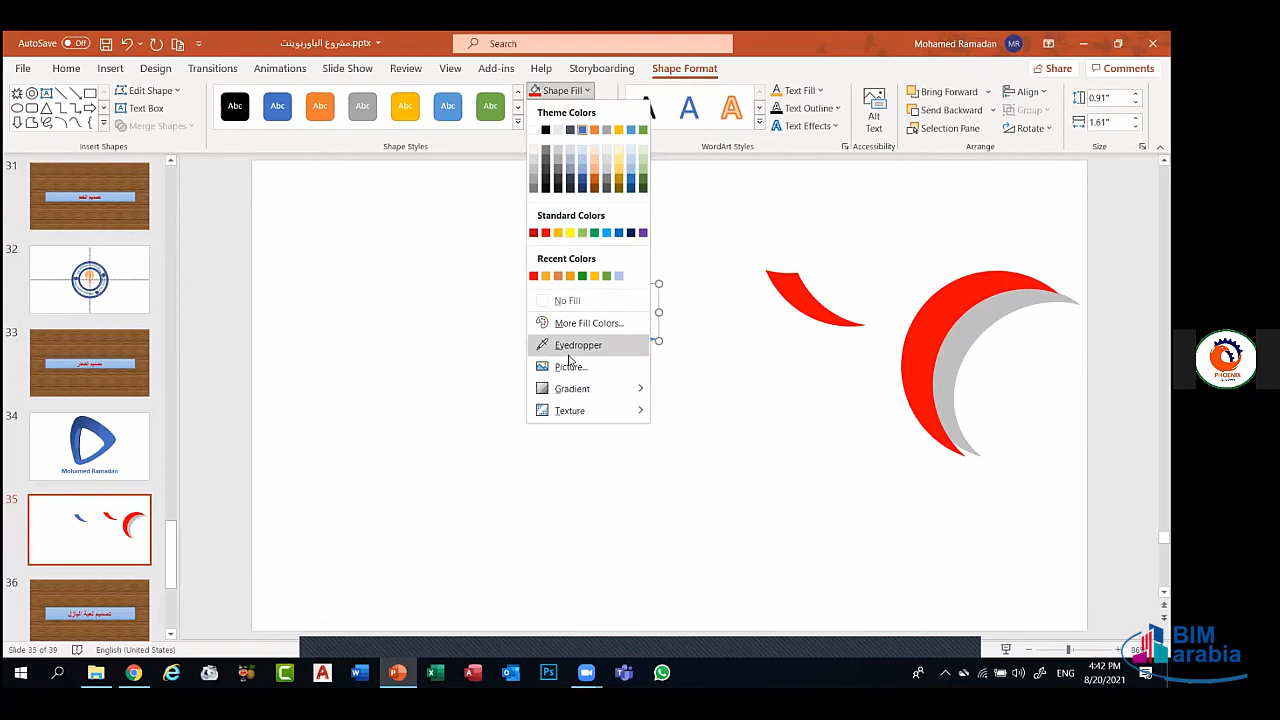 AutoSave Off
مشروع الباوربوينت.pptx
Search
Mohamed Ramadan MR
File Home Insert Design Transitions Animations Slide Show Review View Add-ins Help Storyboarding Shape Format
Share Comments
Edit Shape
Text Box
Merge Shapes
Insert Shapes
Abc Abc Abc Abc Abc Abc Abc
Shape Styles
Shape Fill
Theme Colors
Standard Colors
Recent Colors
No Fill
More Fill Colors...
Eyedropper
Picture...
Gradient
Texture
A A
Text Fill
Text Outline
Text Effects
WordArt Styles
Alt
Text
Accessibility
Bring Forward
Send Backward
Selection Pane
Align
Group
Rotate
Arrange
0.91"
1.61"
Size
31
32
33
34
Mohamed Ramadan
35
36
تصميم لعبة البازل
PHOENIX
Slide 35 of 39 English (United States)
BIM
arabia
ENG
4:42 PM
8/20/2021